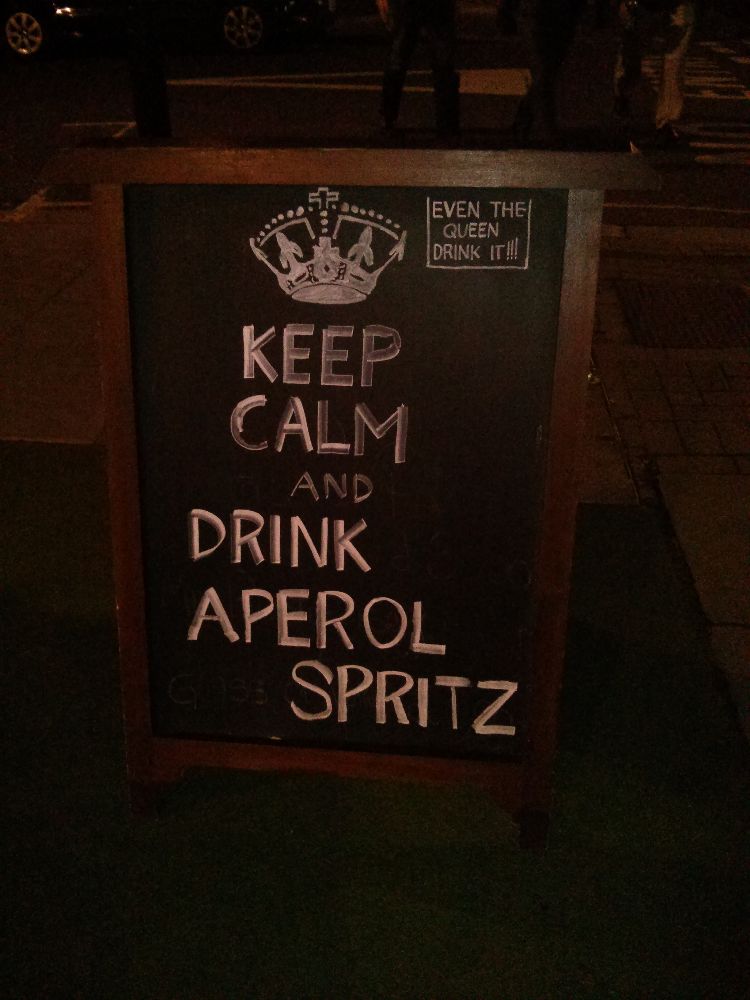 EVEN THE
QUEEN
DRINK IT!!!
KEEP
CALM
AND
DRINK
APEROL
SPRITZ